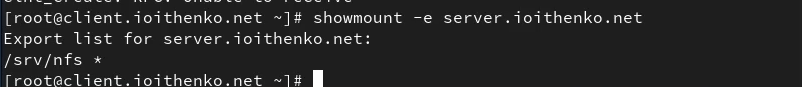 [root@client.ioithenko.net ~]# showmount -e server.ioithenko.net
Export list for server.ioithenko.net:
/srv/nfs *
[root@client.ioithenko.net ~]#